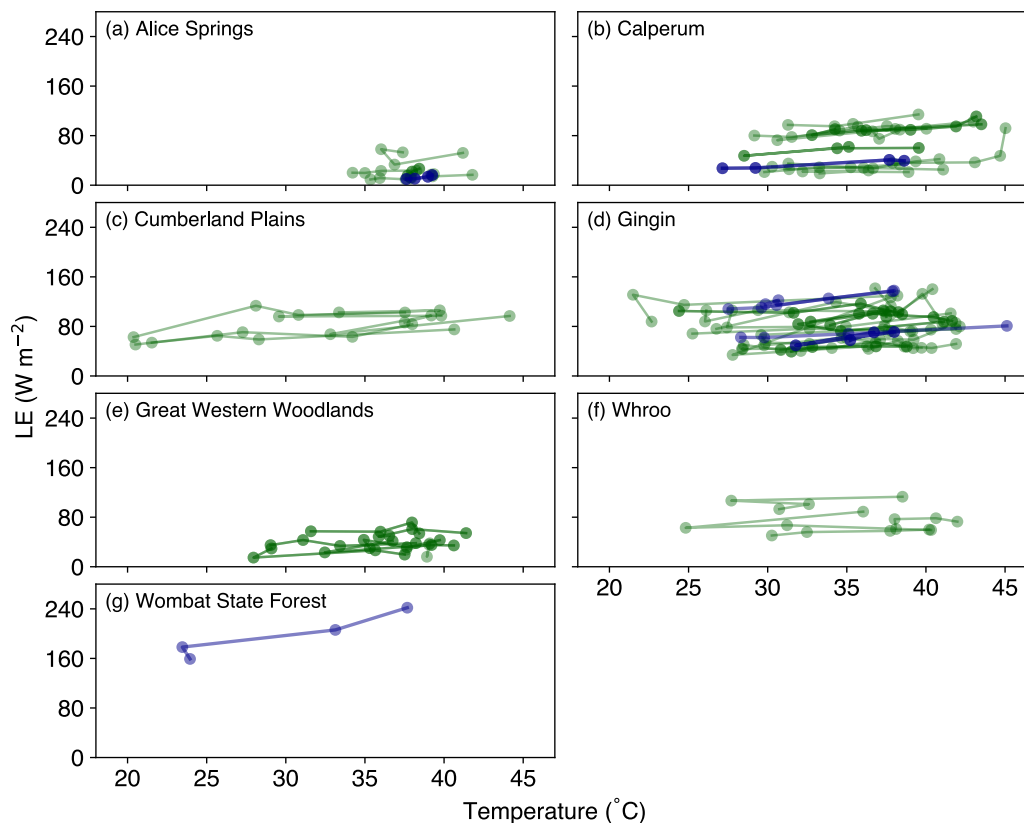 (a) Alice Springs
(b) Calperum
240
160
80
0
(c) Cumberland Plains
(d) Gingin
240
160
80
0
LE (W m⁻²)
(e) Great Western Woodlands
(f) Whroo
240
160
80
0
20 25 30 35 40 45
(g) Wombat State Forest
240
160
80
0
20 25 30 35 40 45
Temperature (°C)